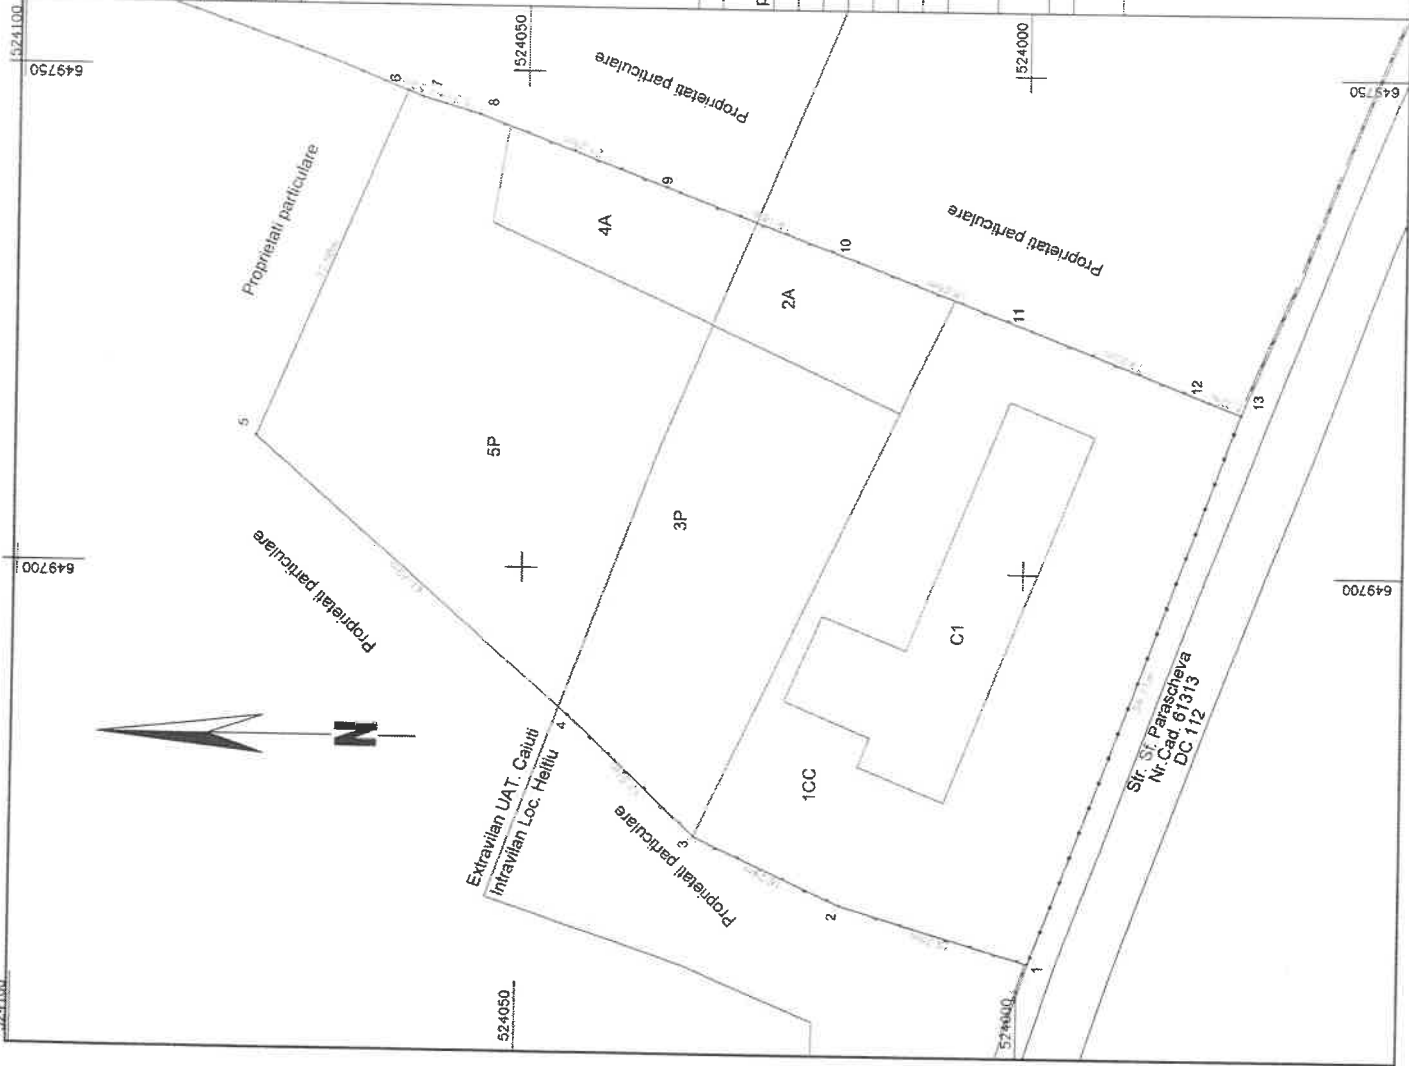 524100
649750
649700
524050
524050
524000
524000
649750
649700
Proprietati particulare
Proprietati particulare
Proprietati particulare
Proprietati particulare
Proprietati particulare
N
Extravilan UAT. Caiuti
Intravilan Loc. Heltiu
5
6
7
8
9
10
11
12
13
1
2
3
4
5P
4A
3P
2A
1CC
C1
Str. Sf. Parascheva
Nr. Cad. 61313
DC 112